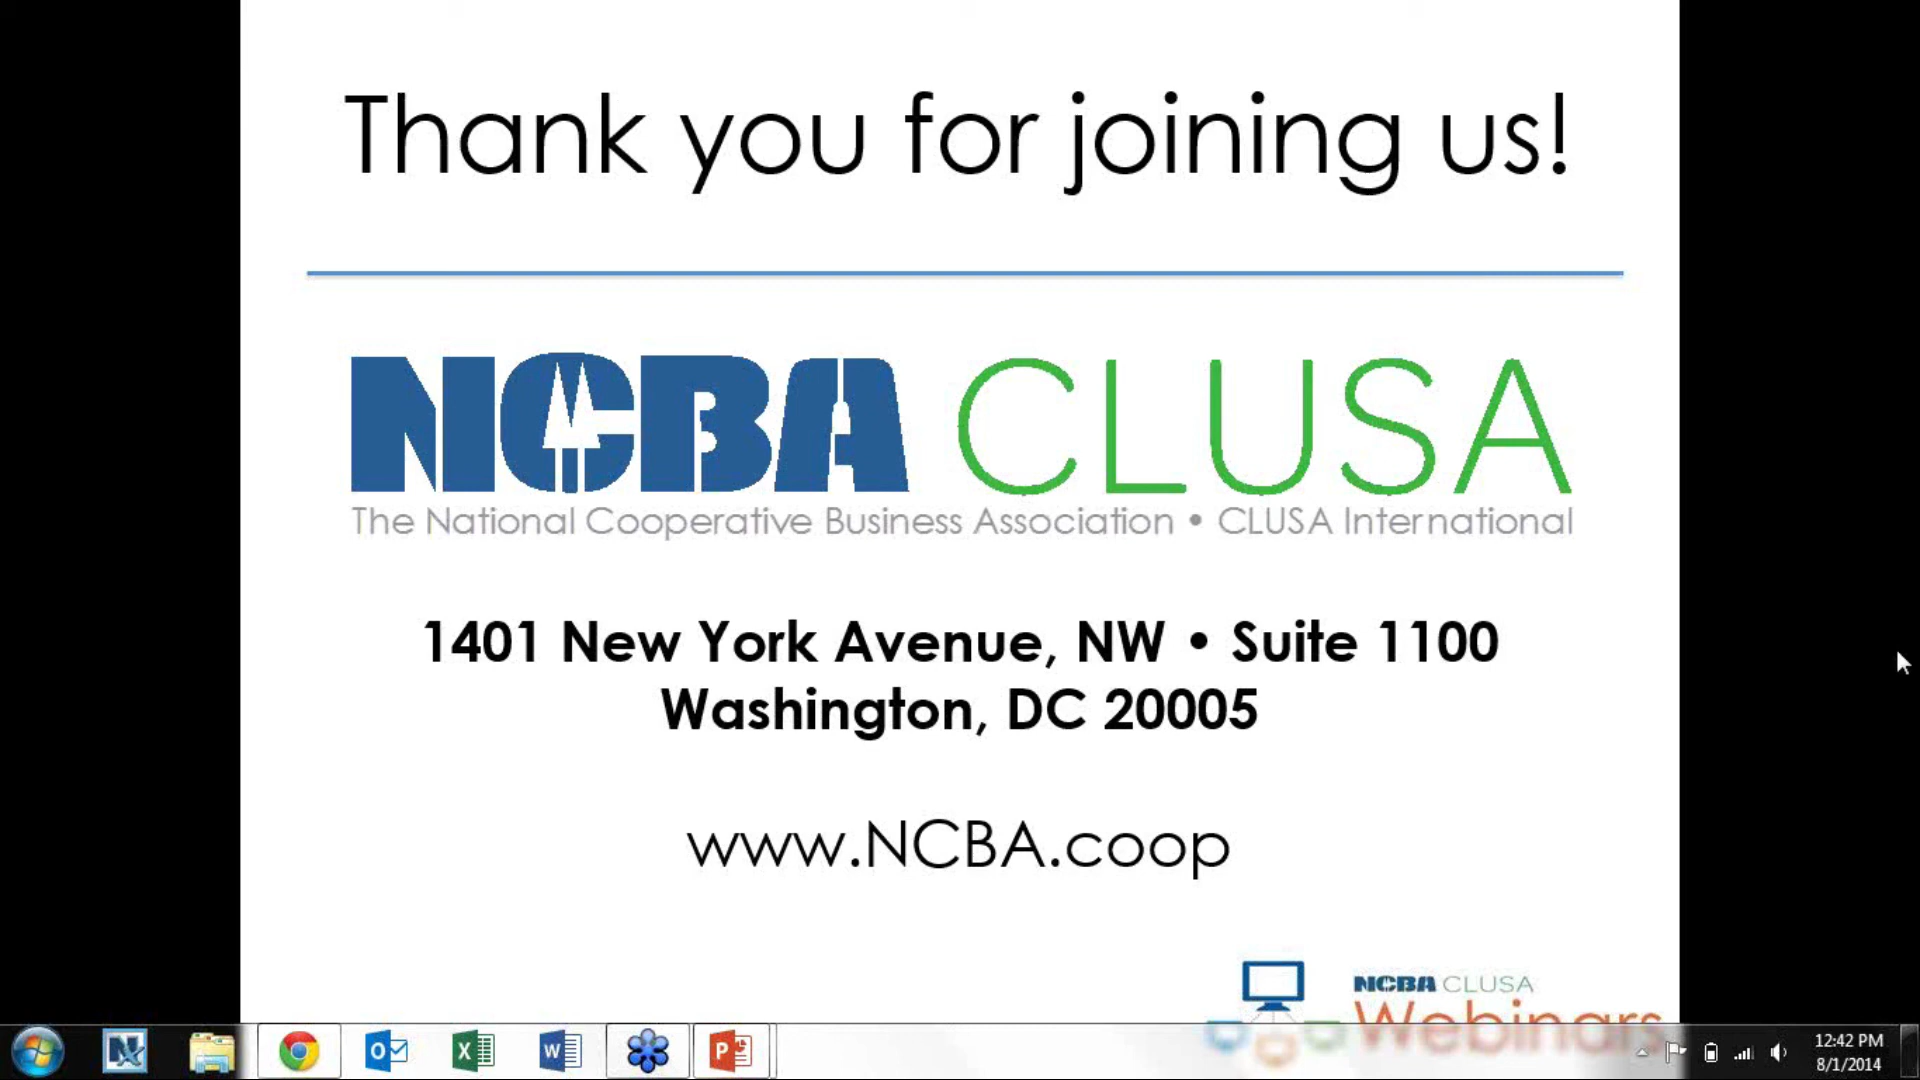 Thank you for joining us!
NCBA CLUSA
The National Cooperative Business Association • CLUSA International
1401 New York Avenue, NW • Suite 1100
Washington, DC 20005
www.NCBA.coop
NCBA CLUSA
Webinars
12:42 PM
8/1/2014